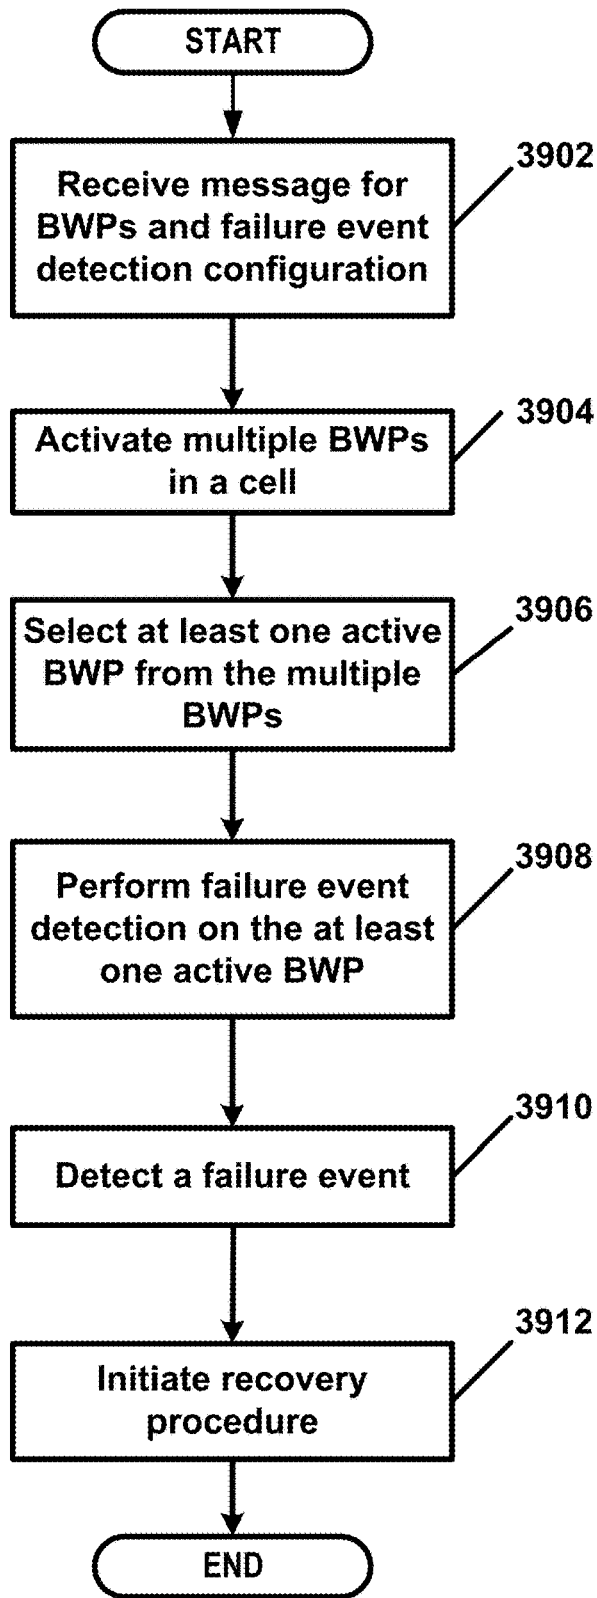 START
3902
Receive message for
BWPs and failure event
detection configuration
3904
Activate multiple BWPs
in a cell
3906
Select at least one active
BWP from the multiple
BWPs
3908
Perform failure event
detection on the at least
one active BWP
3910
Detect a failure event
3912
Initiate recovery
procedure
END